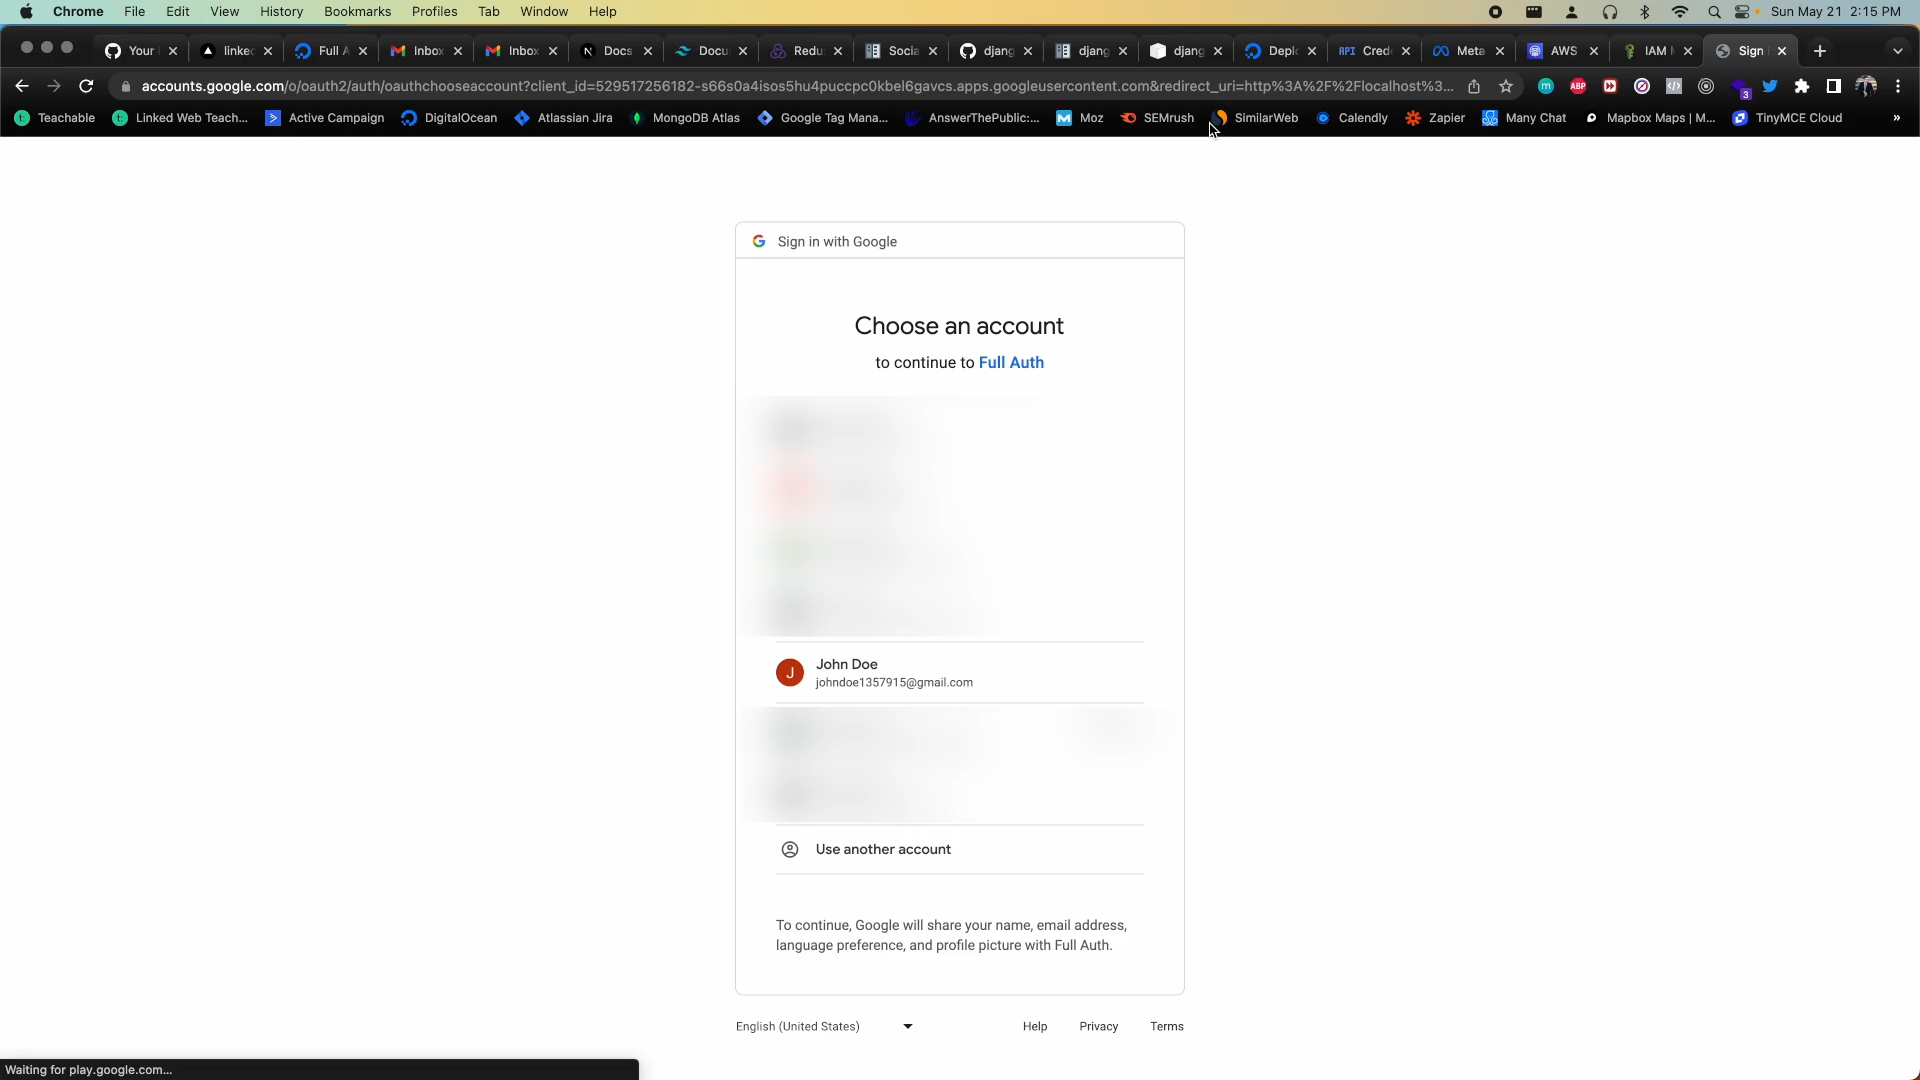 Chrome File Edit View History Bookmarks Profiles Tab Window Help Sun May 21 2:15 PM
Your linked Full A Inbox Inbox Docs Docu Redu Socia djang djang djang Deplo Cred Meta AWS IAM Sign
accounts.google.com/o/oauth2/auth/oauthchooseaccount?client_id=529517256182-s66s0a4isos5hu4puccpc0kbel6gavcs.apps.googleusercontent.com&redirect_uri=http%3A%2F%2Flocalhost%3... ABP 3
Teachable Linked Web Teach... Active Campaign DigitalOcean Atlassian Jira MongoDB Atlas Google Tag Mana... AnswerThePublic:... Moz SEMrush SimilarWeb Calendly Zapier Many Chat Mapbox Maps | M... TinyMCE Cloud »
Sign in with Google
Choose an account
to continue to Full Auth
J John Doe
johndoe1357915@gmail.com
Use another account
To continue, Google will share your name, email address,
language preference, and profile picture with Full Auth.
English (United States) Help Privacy Terms
Waiting for play.google.com...